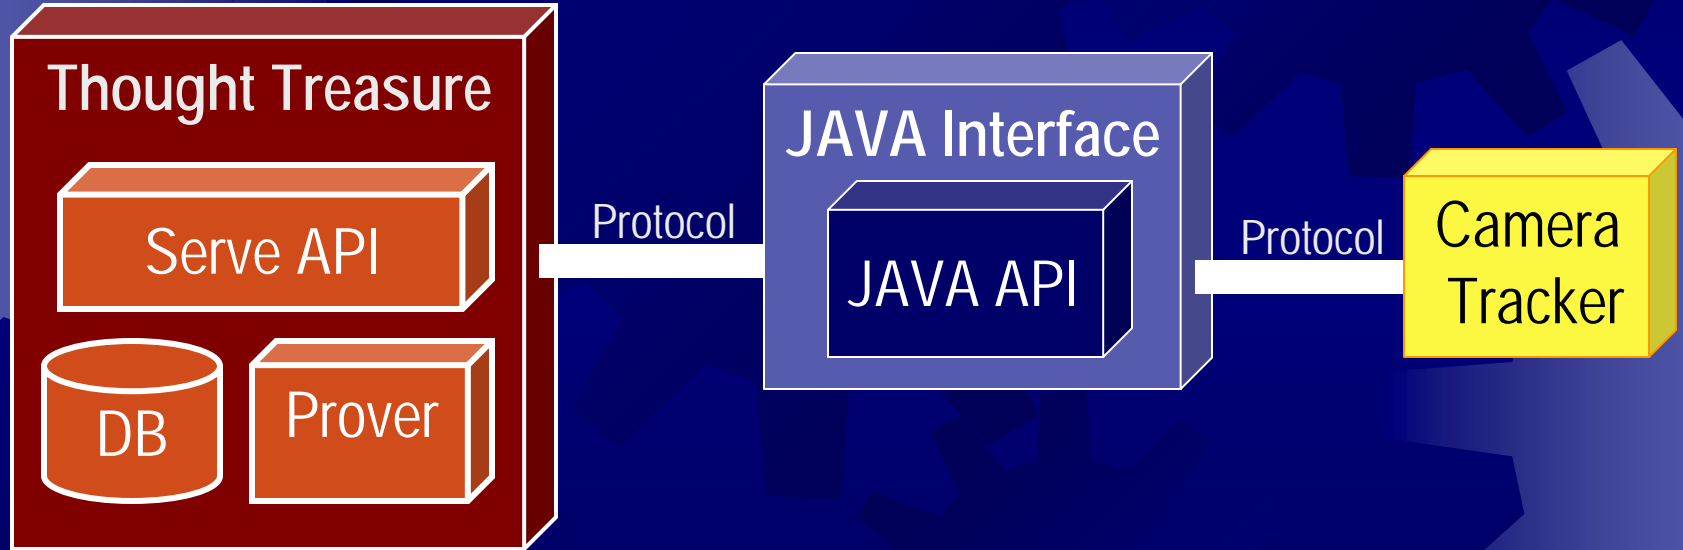 Thought Treasure
Serve API
DB
Prover
Protocol
JAVA Interface
JAVA API
Protocol
Camera
Tracker